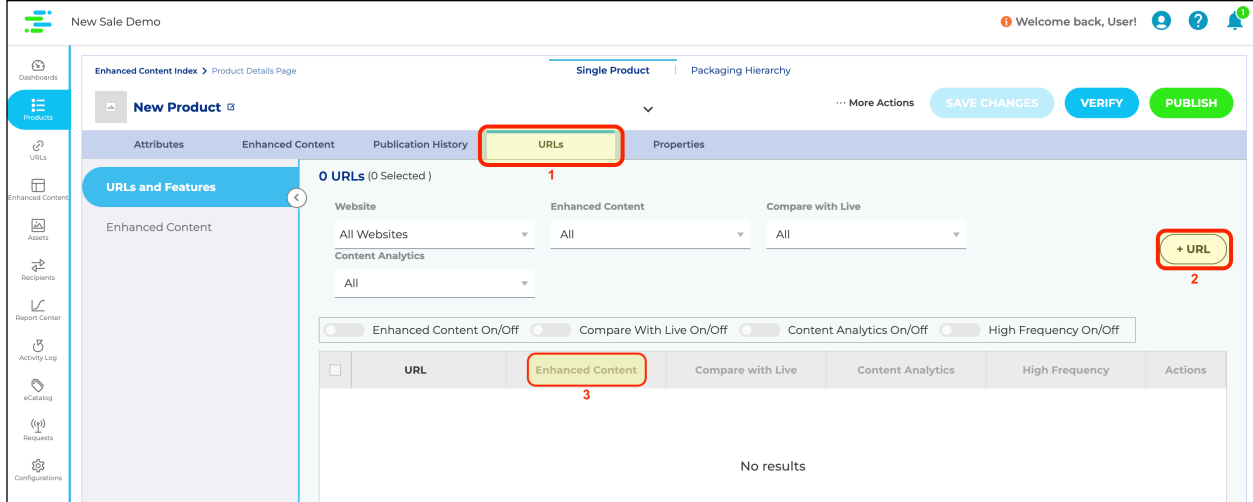 New Sale Demo
Welcome back, User!
1
Dashboards
Products
URLs
Enhanced Content
Assets
Recipients
Report Center
Activity Log
eCatalog
Requests
Configurations
Enhanced Content Index > Product Details Page
Single Product
Packaging Hierarchy
New Product
··· More Actions
SAVE CHANGES
VERIFY
PUBLISH
Attributes
Enhanced Content
Publication History
URLs
Properties
1
URLs and Features
Enhanced Content
0 URLs (0 Selected )
Website
Enhanced Content
Compare with Live
All Websites
All
All
Content Analytics
All
+ URL
2
Enhanced Content On/Off
Compare With Live On/Off
Content Analytics On/Off
High Frequency On/Off
URL
Enhanced Content
Compare with Live
Content Analytics
High Frequency
Actions
3
No results